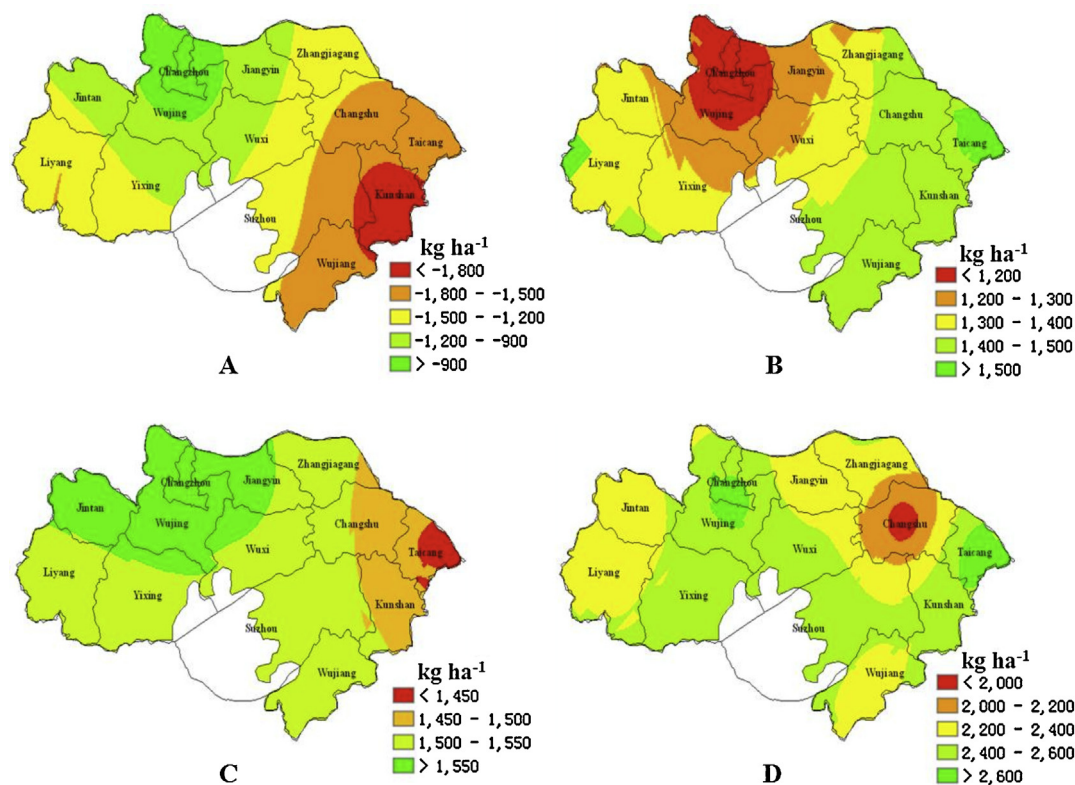 Zhangjiagang
Changzhou
Jiangyin
Jintan
Wujing
Changshu
Wuxi
Taicang
Liyang
Yixing
Kunshan
Suzhou
Wujiang
kg ha-1
< -1,800
-1,800 - -1,500
-1,500 - -1,200
-1,200 - -900
> -900
A
Zhangjiagang
Changzhou
Jiangyin
Jintan
Wujing
Changshu
Wuxi
Taicang
Liyang
Yixing
Kunshan
Suzhou
Wujiang
kg ha-1
< 1,200
1,200 - 1,300
1,300 - 1,400
1,400 - 1,500
> 1,500
B
Zhangjiagang
Changzhou
Jiangyin
Jintan
Wujing
Changshu
Wuxi
Taicang
Liyang
Yixing
Kunshan
Suzhou
Wujiang
kg ha-1
< 1,450
1,450 - 1,500
1,500 - 1,550
> 1,550
C
Zhangjiagang
Changzhou
Jiangyin
Jintan
Wujing
Changshu
Wuxi
Taicang
Liyang
Yixing
Kunshan
Suzhou
Wujiang
kg ha-1
< 2,000
2,000 - 2,200
2,200 - 2,400
2,400 - 2,600
> 2,600
D